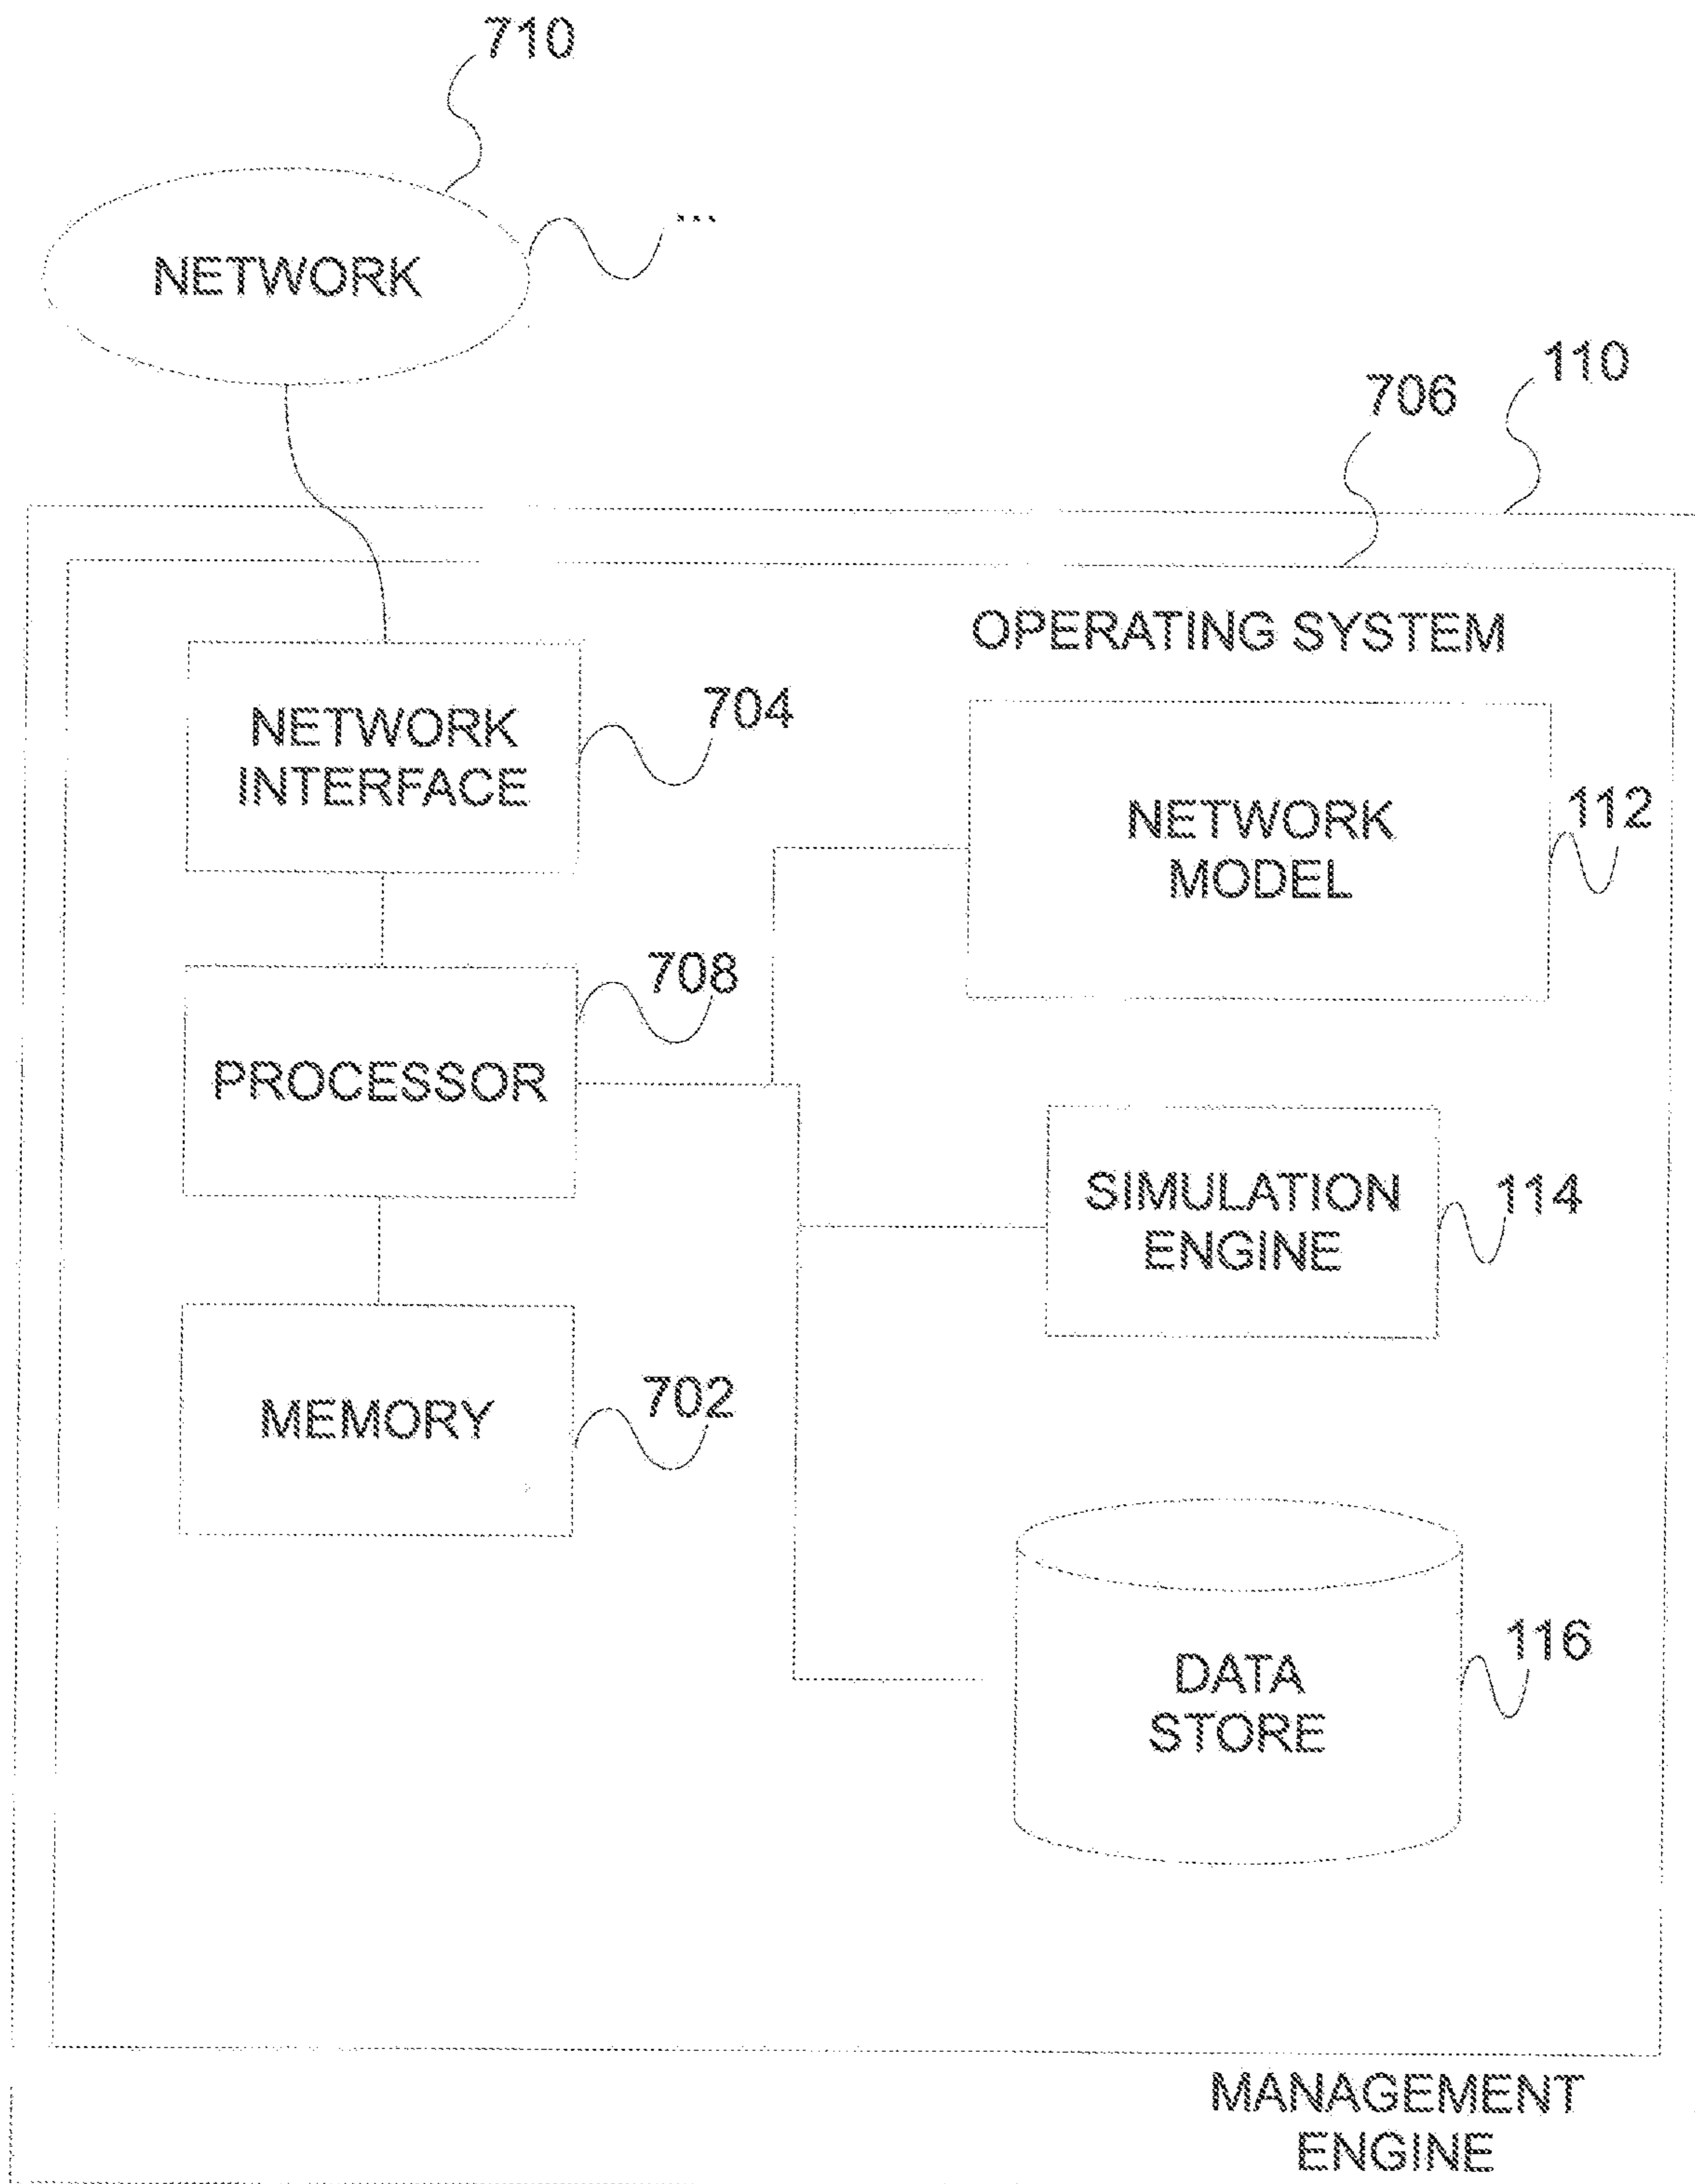 710
NETWORK
...
110
706
OPERATING SYSTEM
NETWORK
INTERFACE
704
NETWORK
MODEL
112
PROCESSOR
708
SIMULATION
ENGINE
114
MEMORY
702
DATA
STORE
116
MANAGEMENT
ENGINE